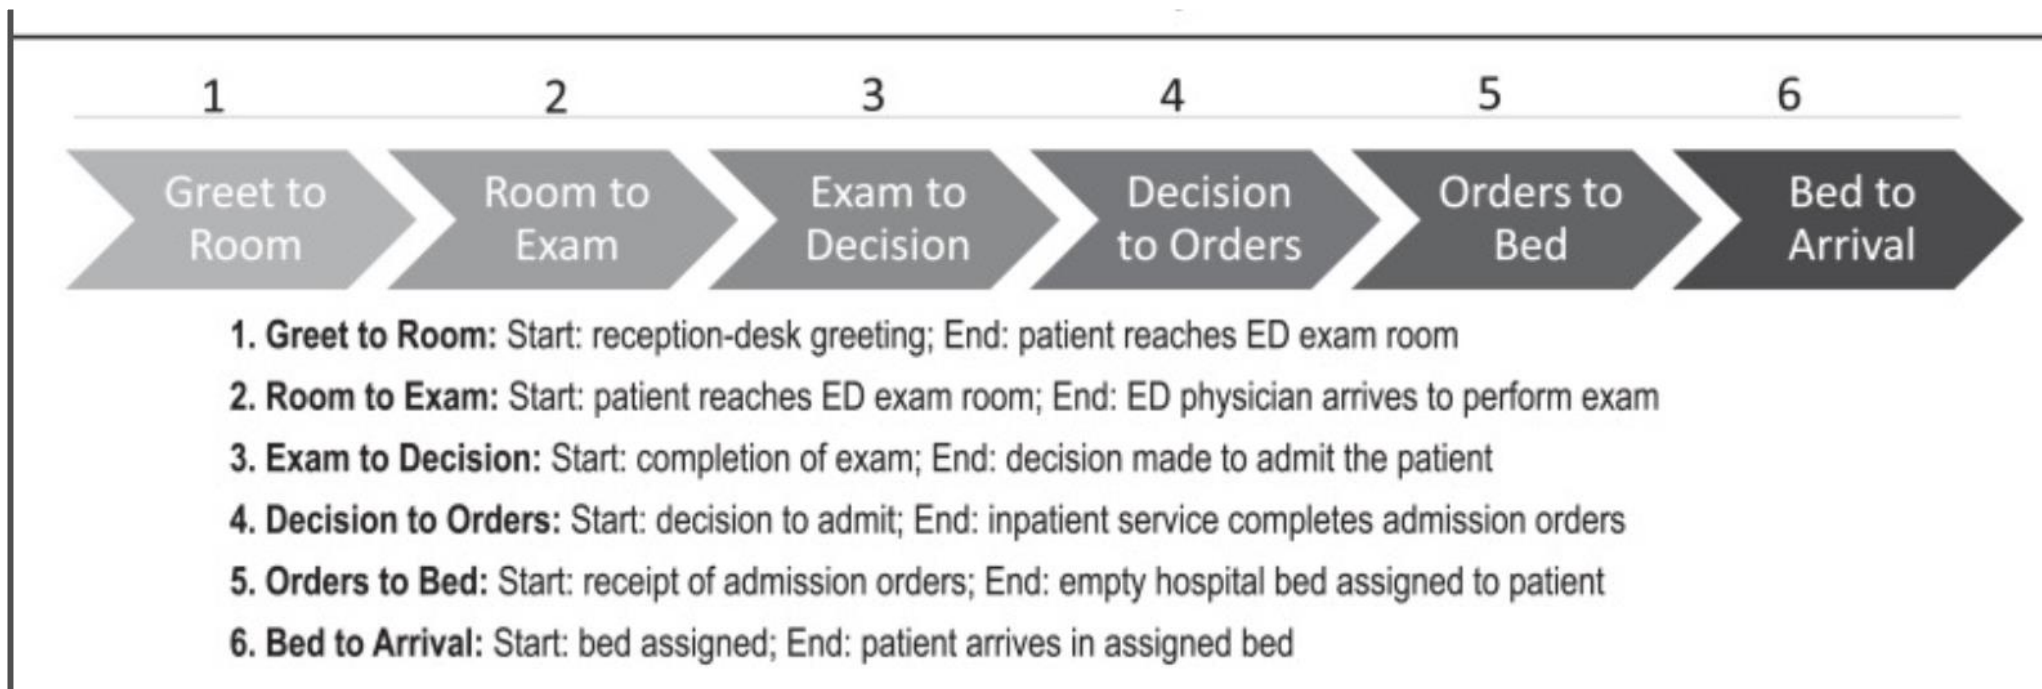 1 2 3 4 5 6
Greet to Room
Room to Exam
Exam to Decision
Decision to Orders
Orders to Bed
Bed to Arrival
1. Greet to Room: Start: reception-desk greeting; End: patient reaches ED exam room
2. Room to Exam: Start: patient reaches ED exam room; End: ED physician arrives to perform exam
3. Exam to Decision: Start: completion of exam; End: decision made to admit the patient
4. Decision to Orders: Start: decision to admit; End: inpatient service completes admission orders
5. Orders to Bed: Start: receipt of admission orders; End: empty hospital bed assigned to patient
6. Bed to Arrival: Start: bed assigned; End: patient arrives in assigned bed